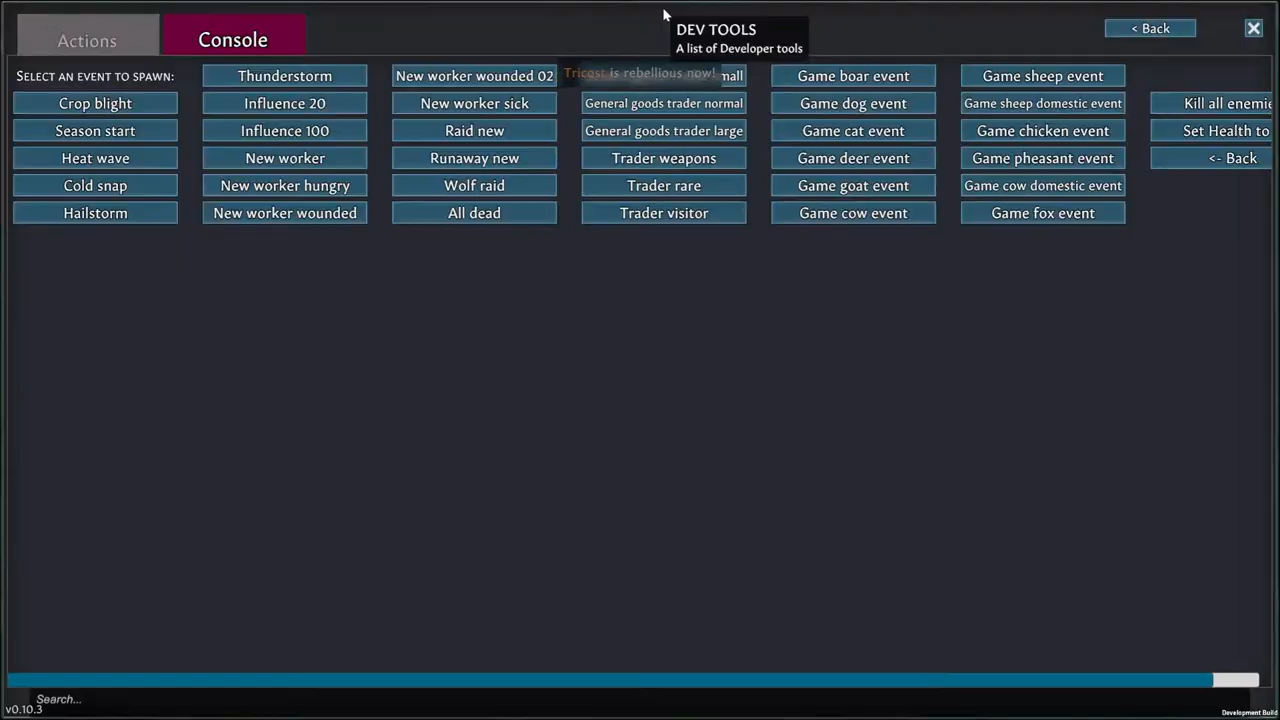 Actions
Console
DEV TOOLS
A list of Developer tools
< Back
SELECT AN EVENT TO SPAWN:
Crop blight
Season start
Heat wave
Cold snap
Hailstorm
Thunderstorm
Influence 20
Influence 100
New worker
New worker hungry
New worker wounded
New worker wounded 02
New worker sick
Raid new
Runaway new
Wolf raid
All dead
Tricost is rebellious now!
General goods trader normal
General goods trader large
Trader weapons
Trader rare
Trader visitor
Game boar event
Game dog event
Game cat event
Game deer event
Game goat event
Game cow event
Game sheep event
Game sheep domestic event
Game chicken event
Game pheasant event
Game cow domestic event
Game fox event
Kill all enemie
Set Health to
<- Back
Search...
v0.10.3
Development Build